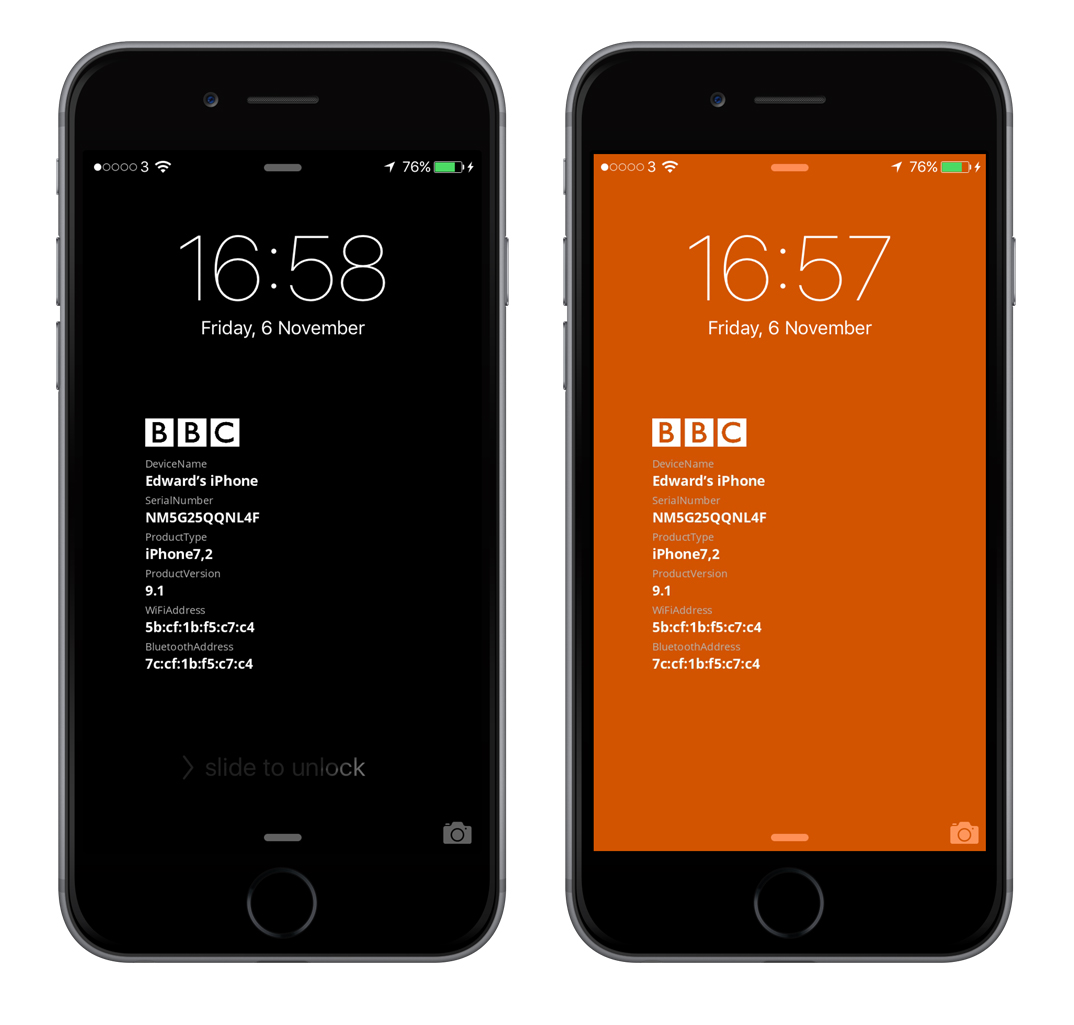 3 76%
16:58
Friday, 6 November
BBC
DeviceName
Edward’s iPhone
SerialNumber
NM5G25QQNL4F
ProductType
iPhone7,2
ProductVersion
9.1
WiFiAddress
5b:cf:1b:f5:c7:c4
BluetoothAddress
7c:cf:1b:f5:c7:c4
slide to unlock
3 76%
16:57
Friday, 6 November
BBC
DeviceName
Edward’s iPhone
SerialNumber
NM5G25QQNL4F
ProductType
iPhone7,2
ProductVersion
9.1
WiFiAddress
5b:cf:1b:f5:c7:c4
BluetoothAddress
7c:cf:1b:f5:c7:c4